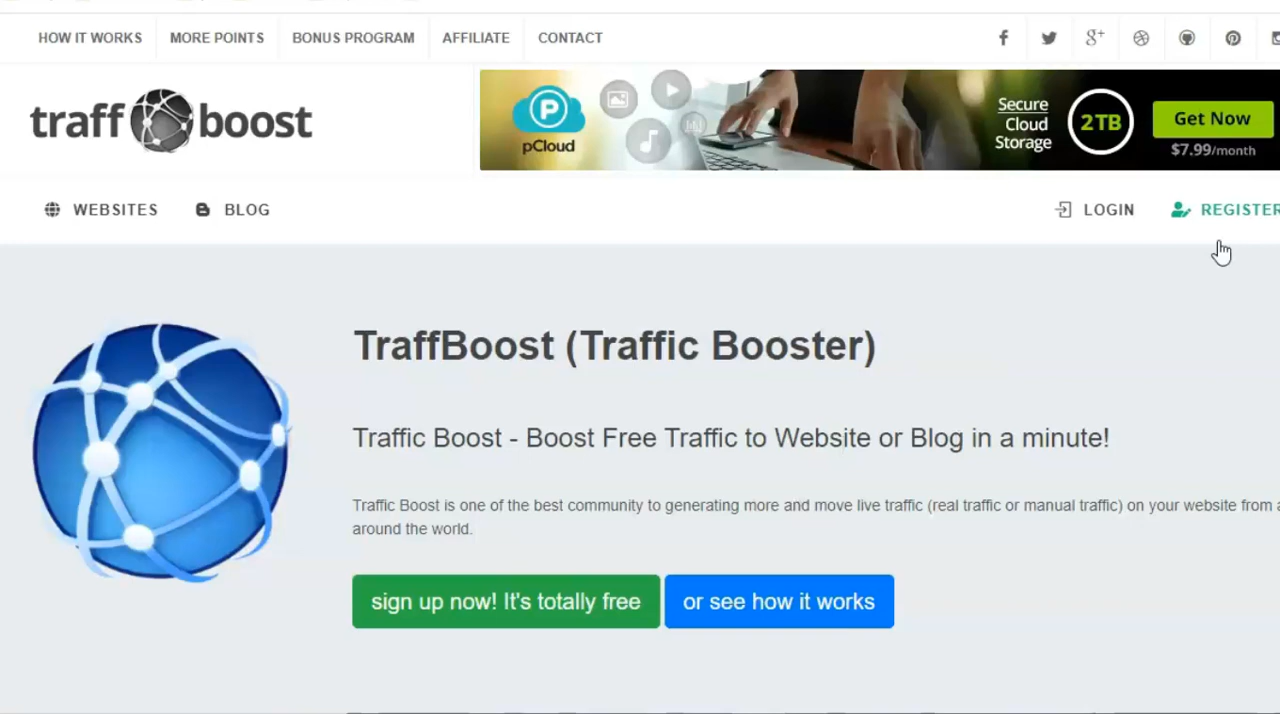 HOW IT WORKS
MORE POINTS
BONUS PROGRAM
AFFILIATE
CONTACT
traff boost
P
pCloud
Secure
Cloud
Storage
2TB
Get Now
$7.99/month
WEBSITES
BLOG
LOGIN
REGISTER
TraffBoost (Traffic Booster)
Traffic Boost - Boost Free Traffic to Website or Blog in a minute!
Traffic Boost is one of the best community to generating more and move live traffic (real traffic or manual traffic) on your website from
around the world.
sign up now! It's totally free
or see how it works